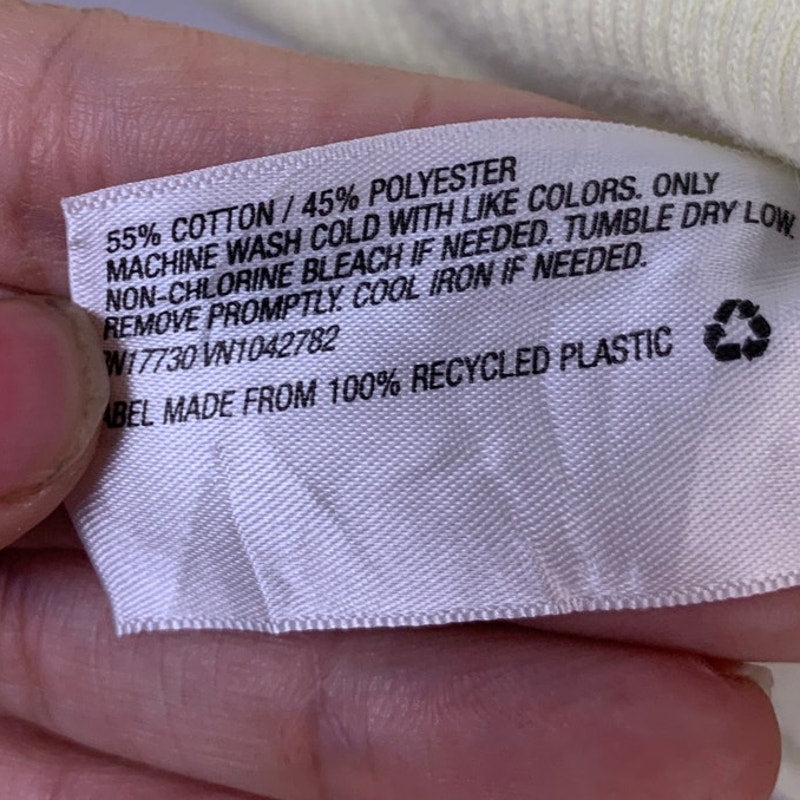 55% COTTON / 45% POLYESTER
MACHINE WASH COLD WITH LIKE COLORS. ONLY
NON-CHLORINE BLEACH IF NEEDED. TUMBLE DRY LOW.
REMOVE PROMPTLY. COOL IRON IF NEEDED.
W17730 VN1042782
ABEL MADE FROM 100% RECYCLED PLASTIC